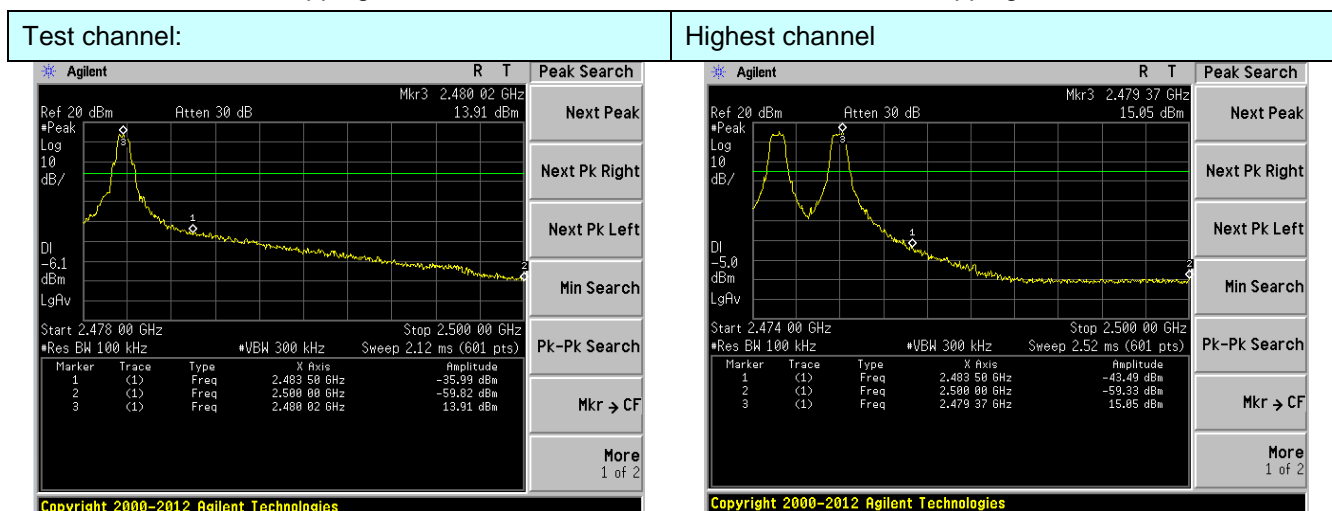 Test channel:
Highest channel
Agilent R T Peak Search
Mkr3 2.480 02 GHz
Ref 20 dBm Atten 30 dB 13.91 dBm
#Peak
Log
10
dB/
3
1
2
DI
-6.1
dBm
LgAv
Start 2.478 00 GHz Stop 2.500 00 GHz
#Res BW 100 kHz #VBW 300 kHz Sweep 2.12 ms (601 pts)
Marker Trace Type X Axis Amplitude
1 (1) Freq 2.483 50 GHz -35.99 dBm
2 (1) Freq 2.500 00 GHz -59.82 dBm
3 (1) Freq 2.480 02 GHz 13.91 dBm
Next Peak
Next Pk Right
Next Pk Left
Min Search
Pk-Pk Search
Mkr → CF
More
1 of 2
Copyright 2000-2012 Agilent Technologies
Agilent R T Peak Search
Mkr3 2.479 37 GHz
Ref 20 dBm Atten 30 dB 15.05 dBm
#Peak
Log
10
dB/
3
1
2
DI
-5.0
dBm
LgAv
Start 2.474 00 GHz Stop 2.500 00 GHz
#Res BW 100 kHz #VBW 300 kHz Sweep 2.52 ms (601 pts)
Marker Trace Type X Axis Amplitude
1 (1) Freq 2.483 50 GHz -43.49 dBm
2 (1) Freq 2.500 00 GHz -59.33 dBm
3 (1) Freq 2.479 37 GHz 15.05 dBm
Next Peak
Next Pk Right
Next Pk Left
Min Search
Pk-Pk Search
Mkr → CF
More
1 of 2
Copyright 2000-2012 Agilent Technologies